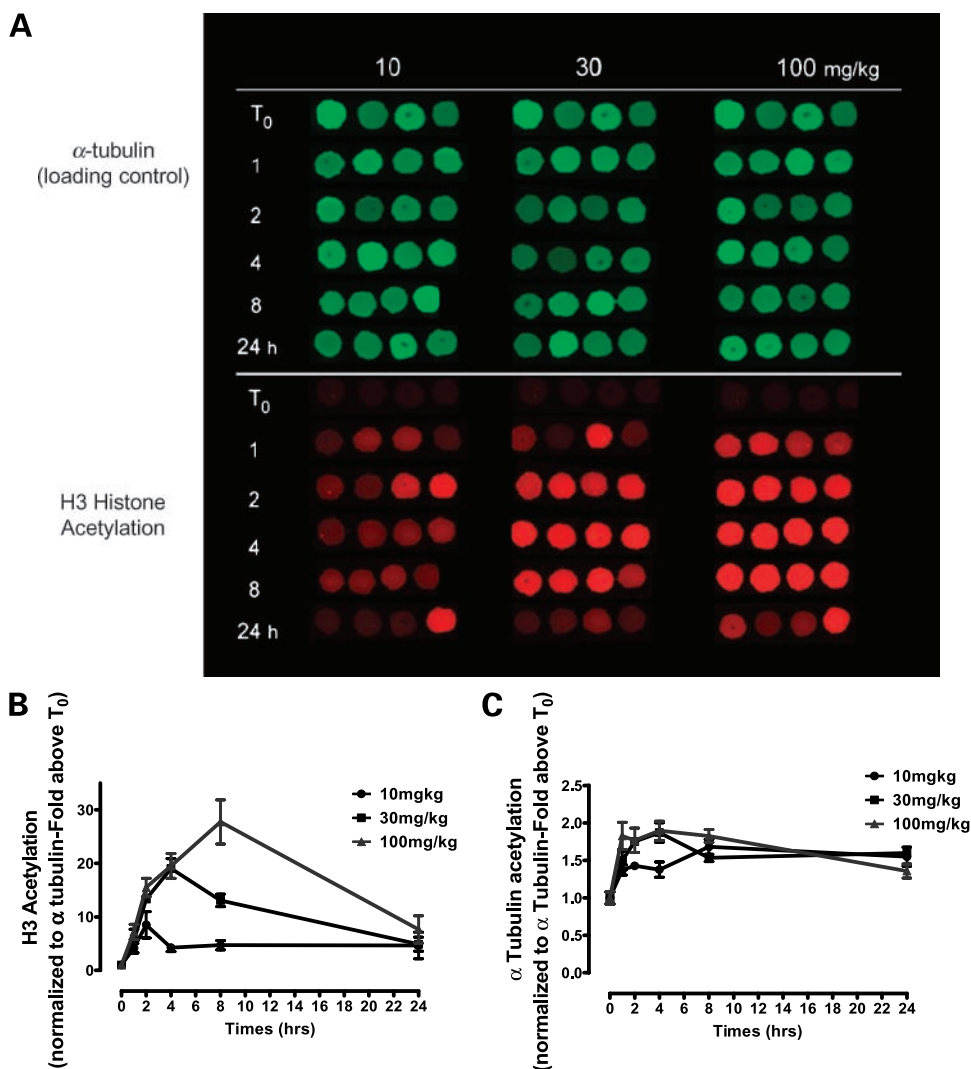 A
10 30 100 mg/kg
α-tubulin
(loading control)
T0
1
2
4
8
24 h
H3 Histone
Acetylation
T0
1
2
4
8
24 h
B
H3 Acetylation
(normalized to α tubulin-Fold above T0)
30
20
10
0
10mgkg
30mg/kg
100mg/kg
0 2 4 6 8 10 12 14 16 18 20 22 24
Times (hrs)
C
α Tubulin acetylation
(normalized to α Tubulin-Fold above T0)
2.5
2.0
1.5
1.0
0.5
0.0
10mgkg
30mg/kg
100mg/kg
0 2 4 6 8 10 12 14 16 18 20 22 24
Times (hrs)